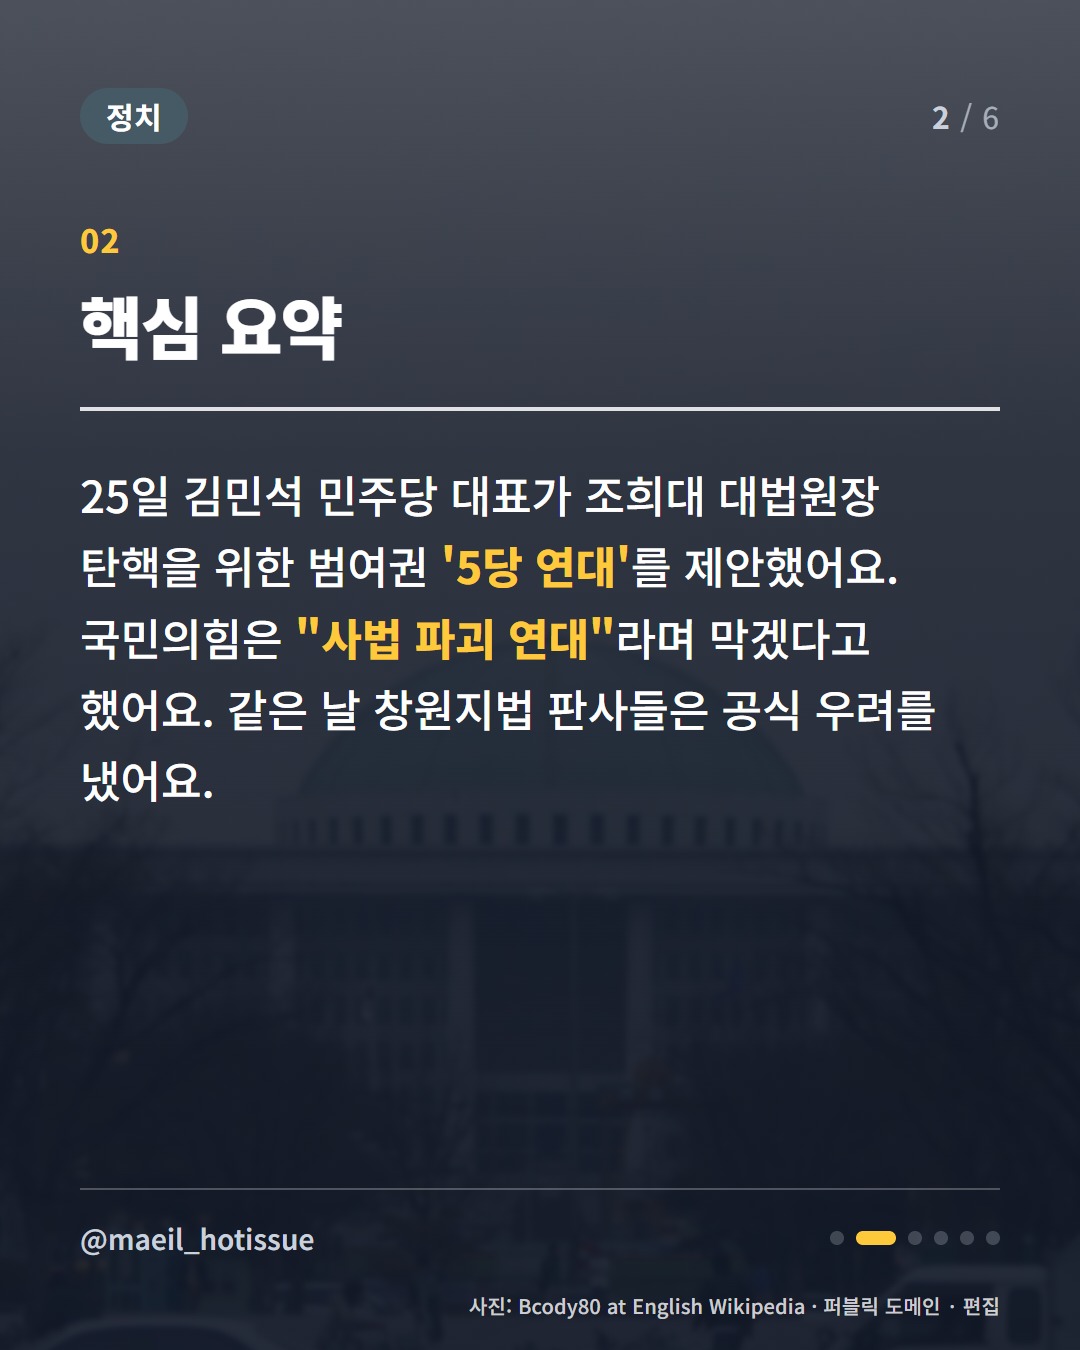 정치
2 / 6
02
핵심 요약
25일 김민석 민주당 대표가 조희대 대법원장
탄핵을 위한 범여권 '5당 연대'를 제안했어요.
국민의힘은 "사법 파괴 연대"라며 막겠다고
했어요. 같은 날 창원지법 판사들은 공식 우려를
냈어요.
@maeil_hotissue
사진: Bcody80 at English Wikipedia · 퍼블릭 도메인 · 편집